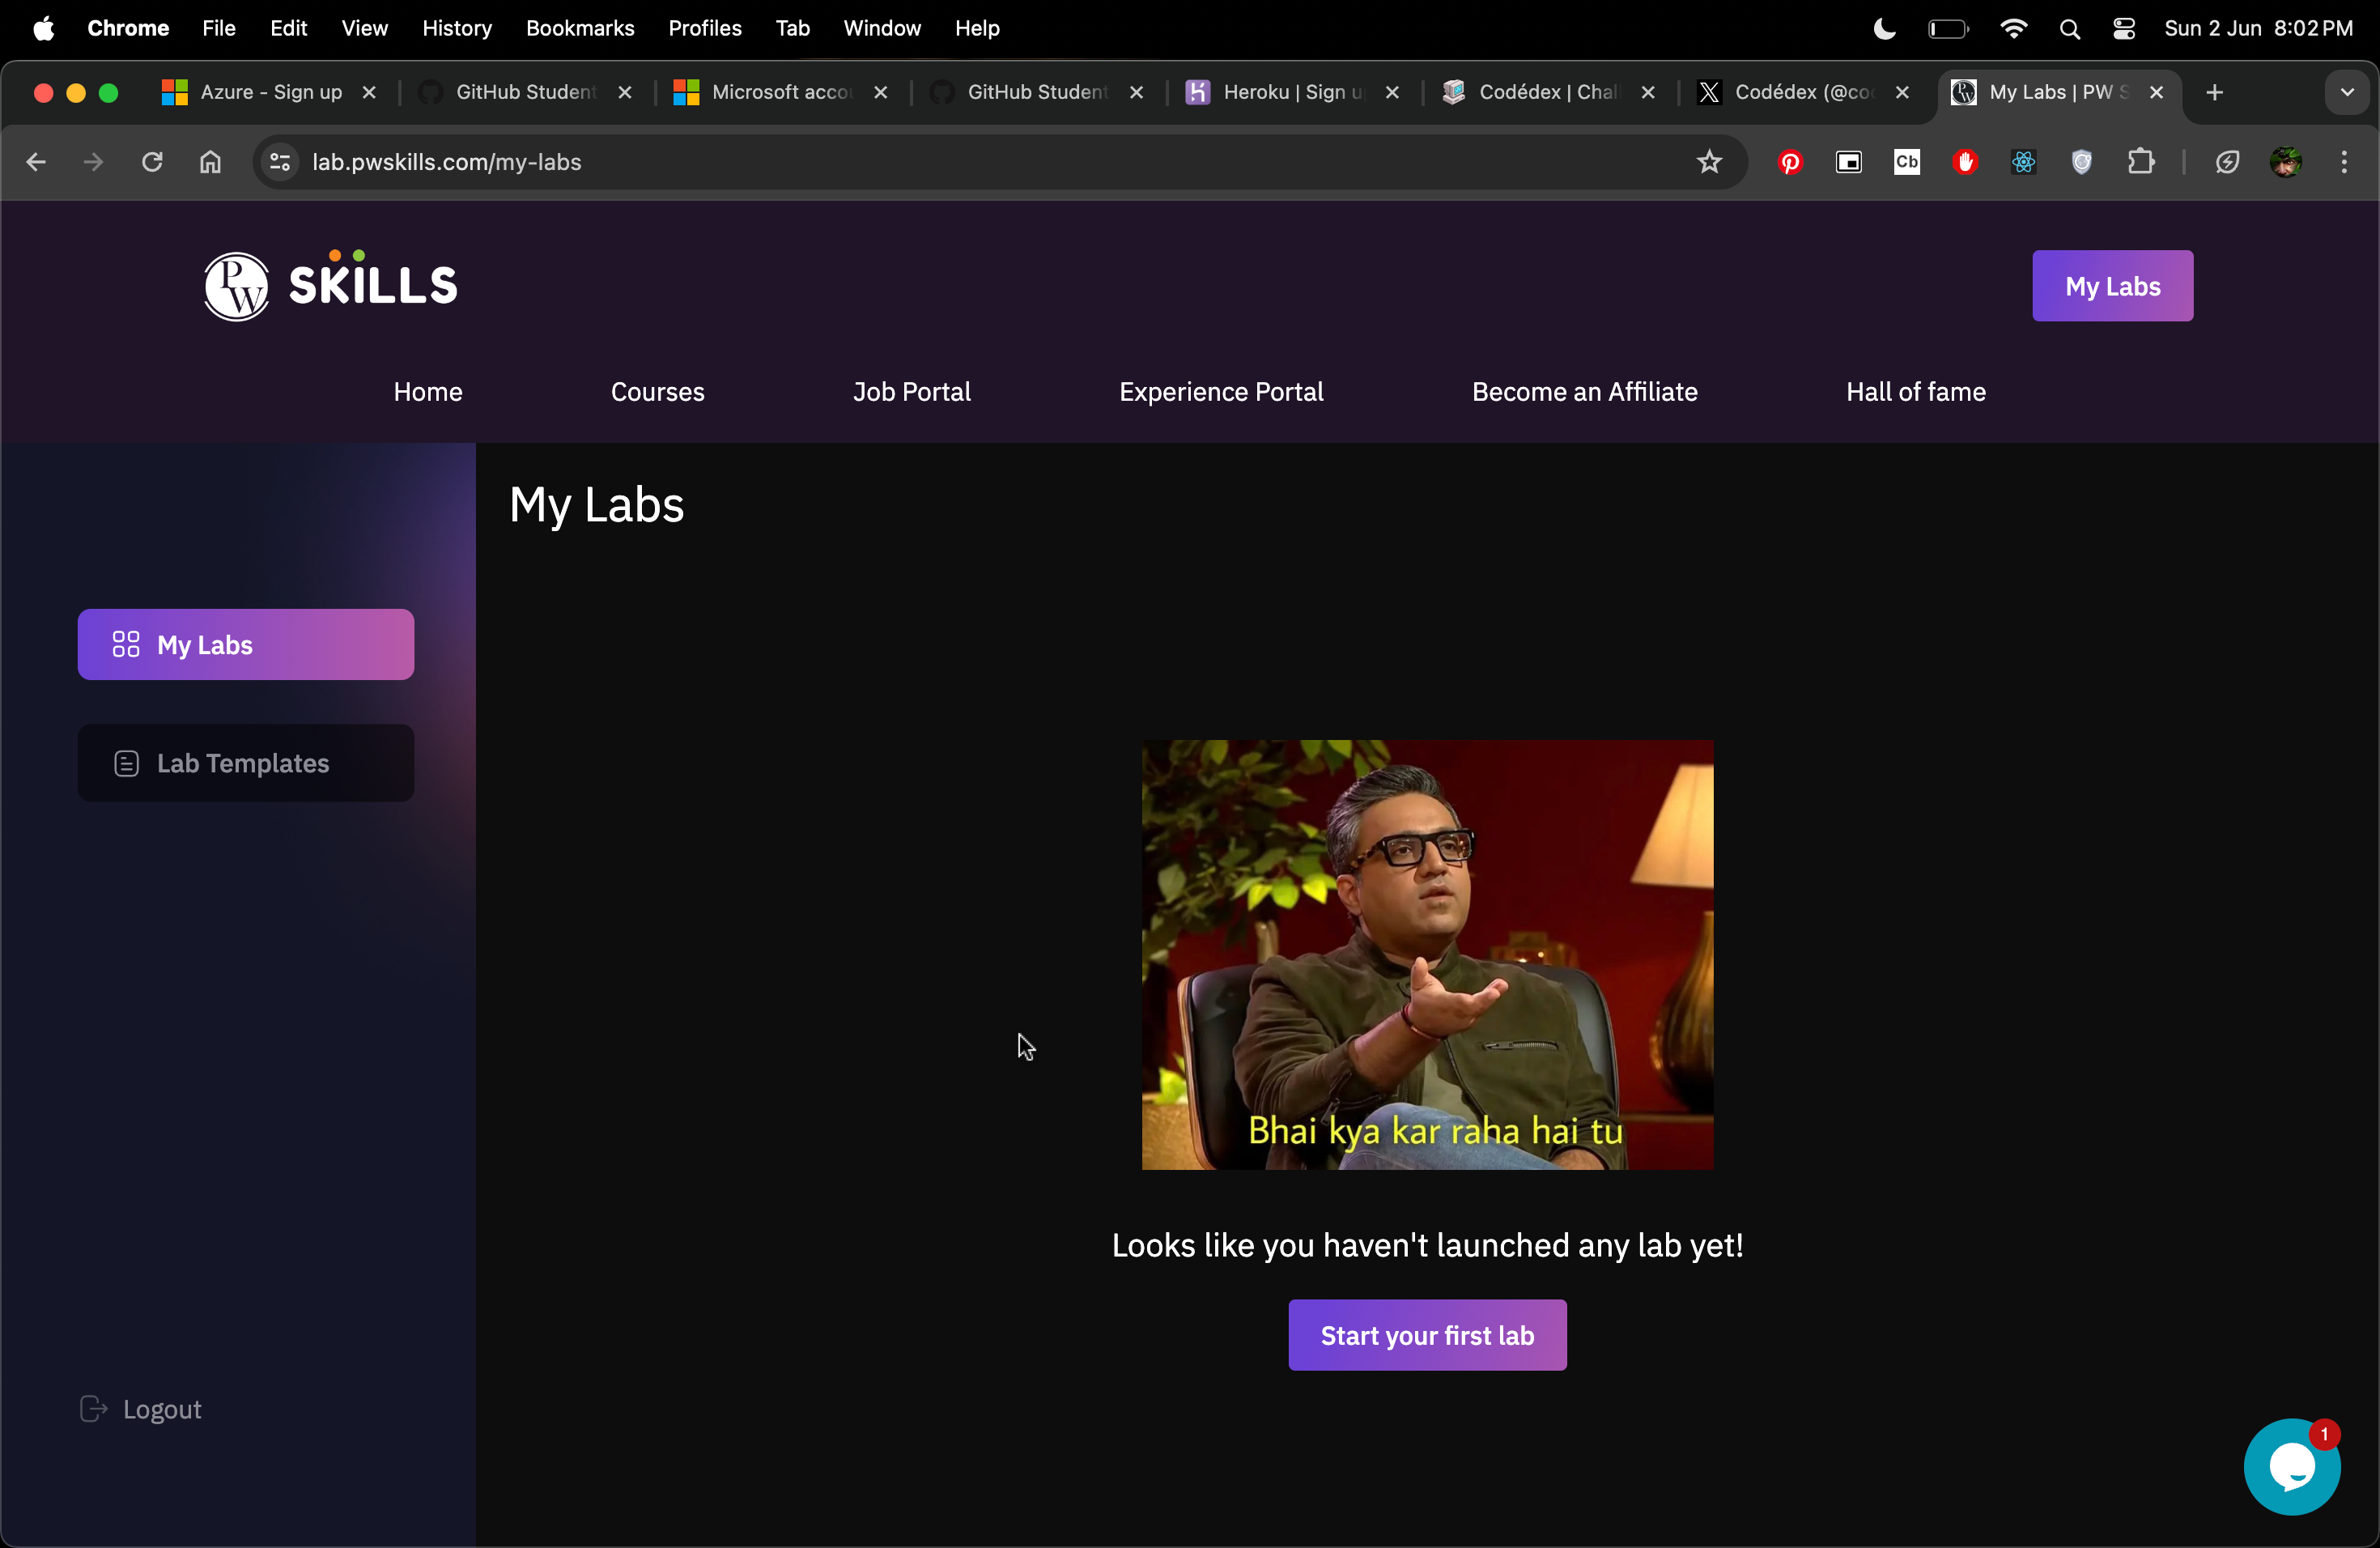 Chrome File Edit View History Bookmarks Profiles Tab Window Help Sun 2 Jun 8:02 PM
Azure - Sign up GitHub Student Microsoft acco GitHub Student Heroku | Sign u Codédex | Chal Codédex (@co My Labs | PW S
lab.pwskills.com/my-labs Cb
PW SKILLS My Labs
Home Courses Job Portal Experience Portal Become an Affiliate Hall of fame
My Labs
My Labs
Lab Templates
Bhai kya kar raha hai tu
Looks like you haven't launched any lab yet!
Start your first lab
Logout
1